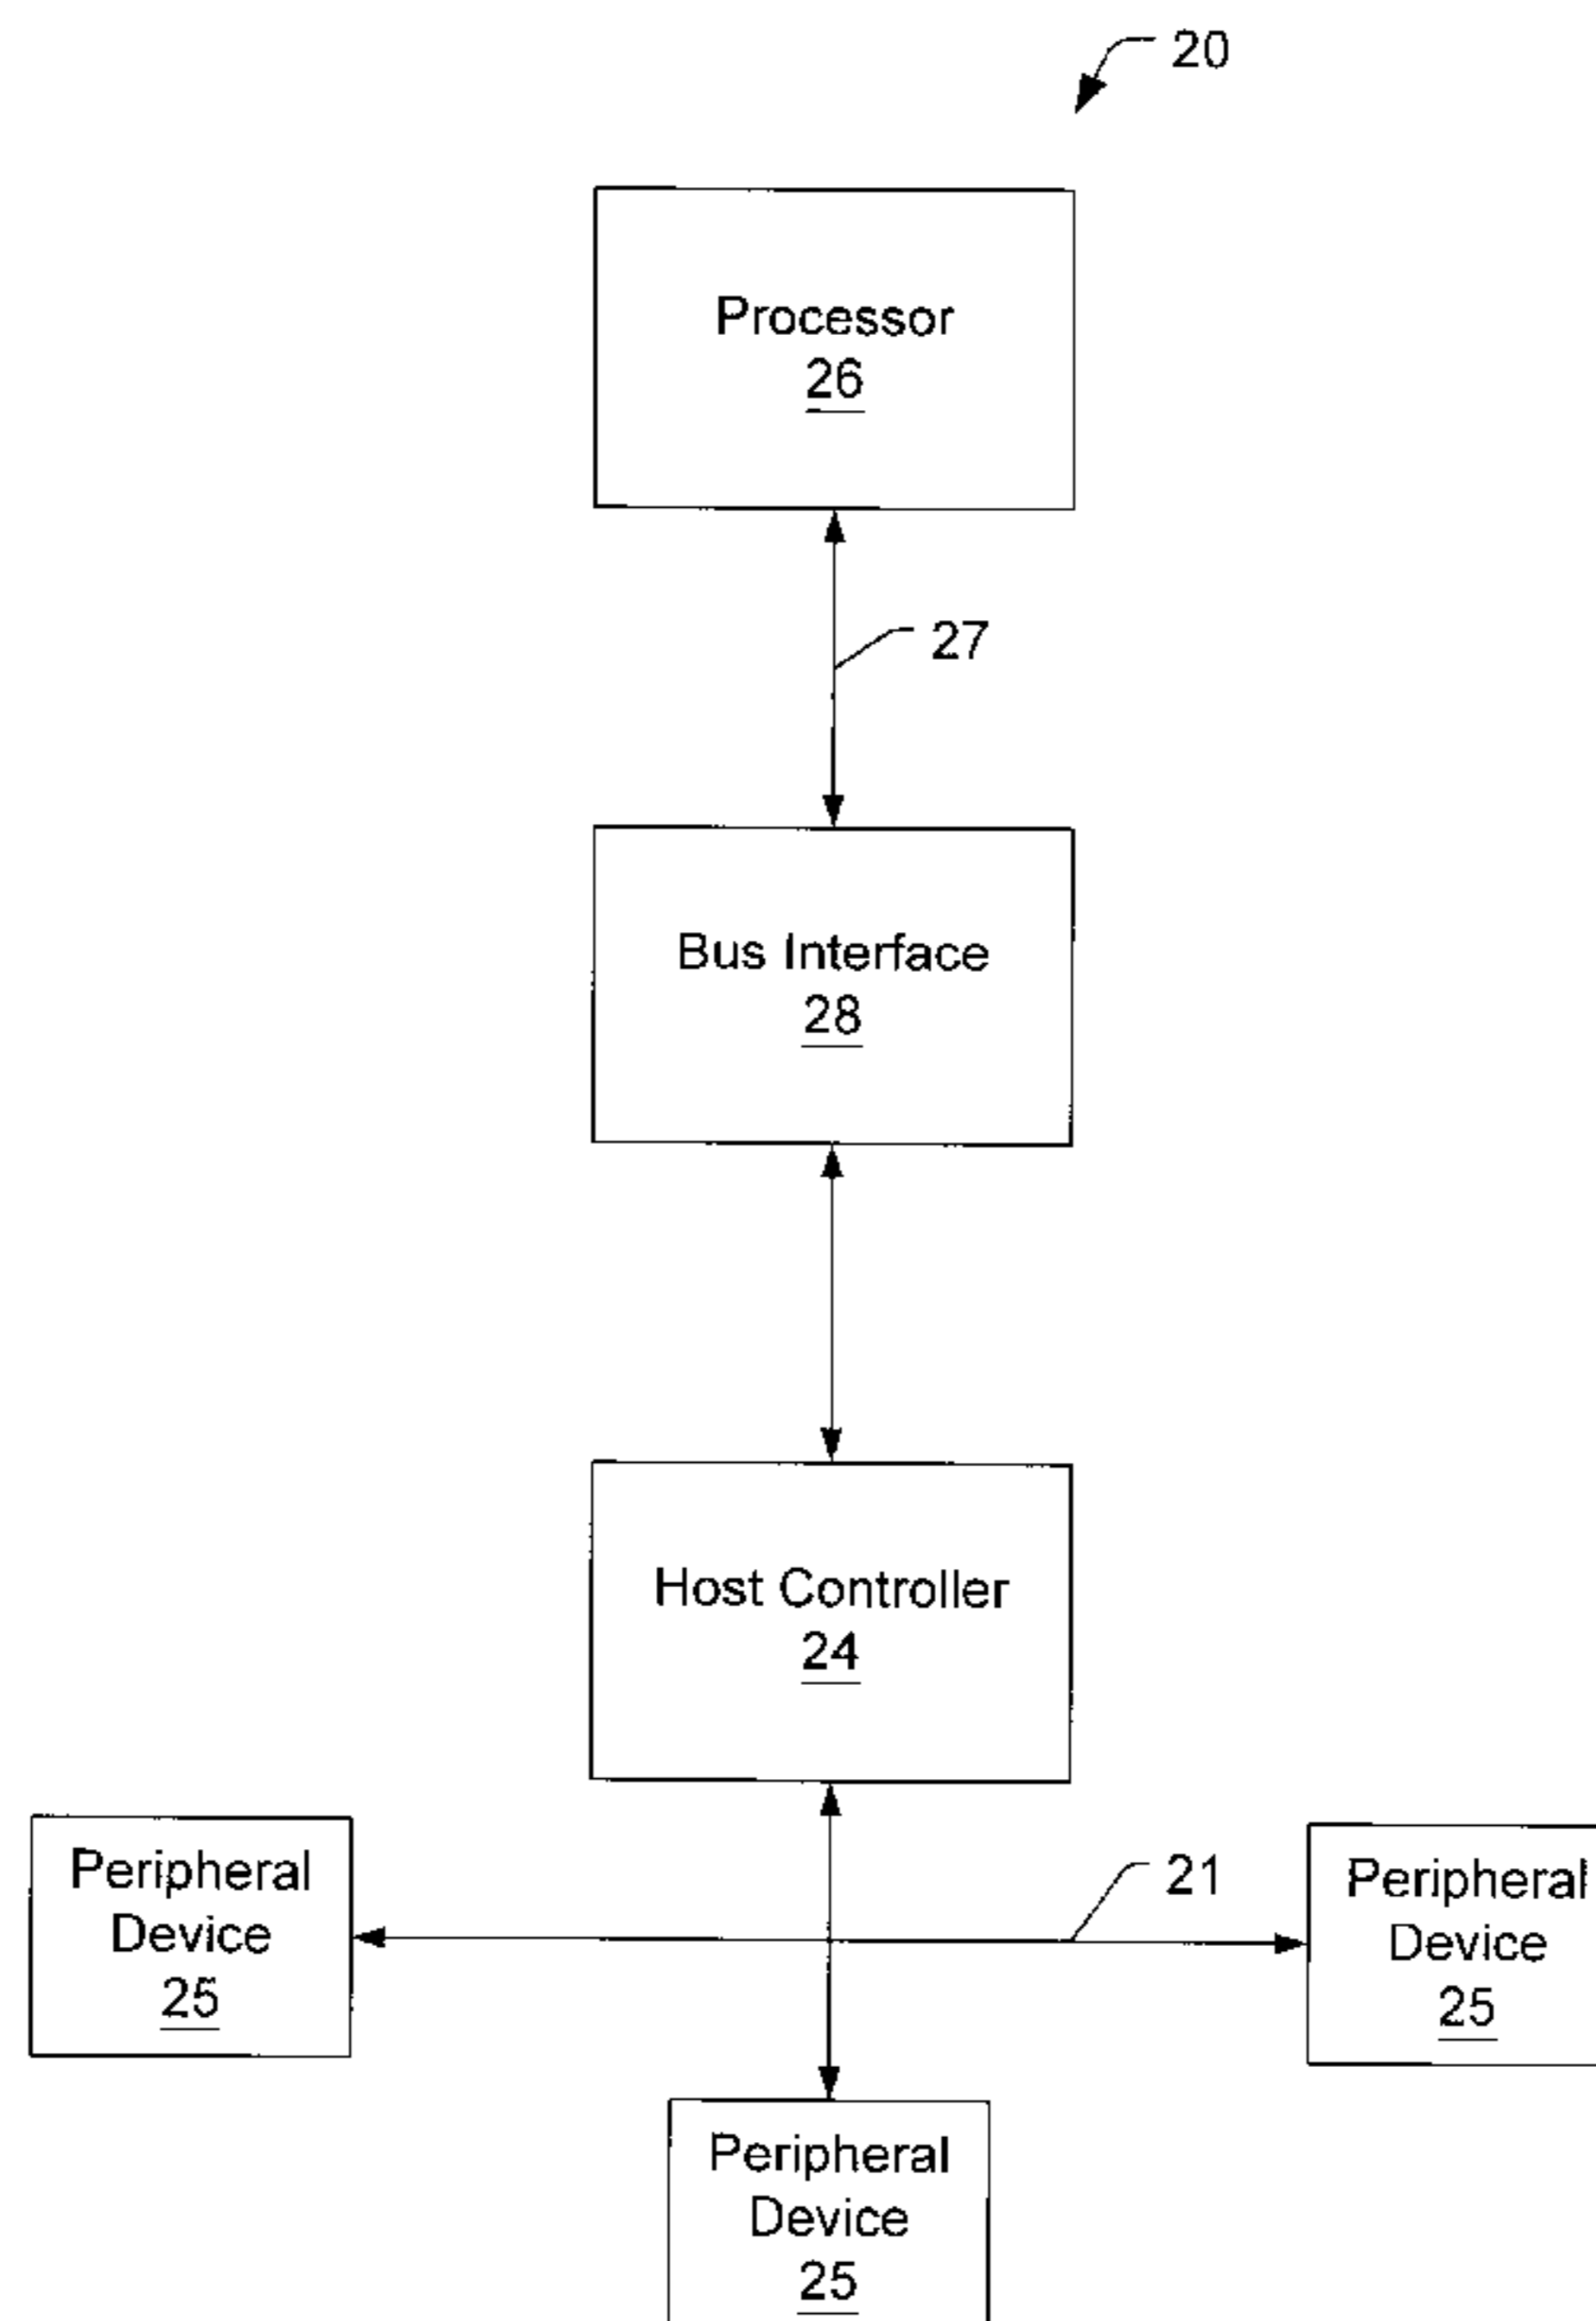 20
Processor
26
27
Bus Interface
28
Host Controller
24
Peripheral
Device
25
21
Peripheral
Device
25
Peripheral
Device
25